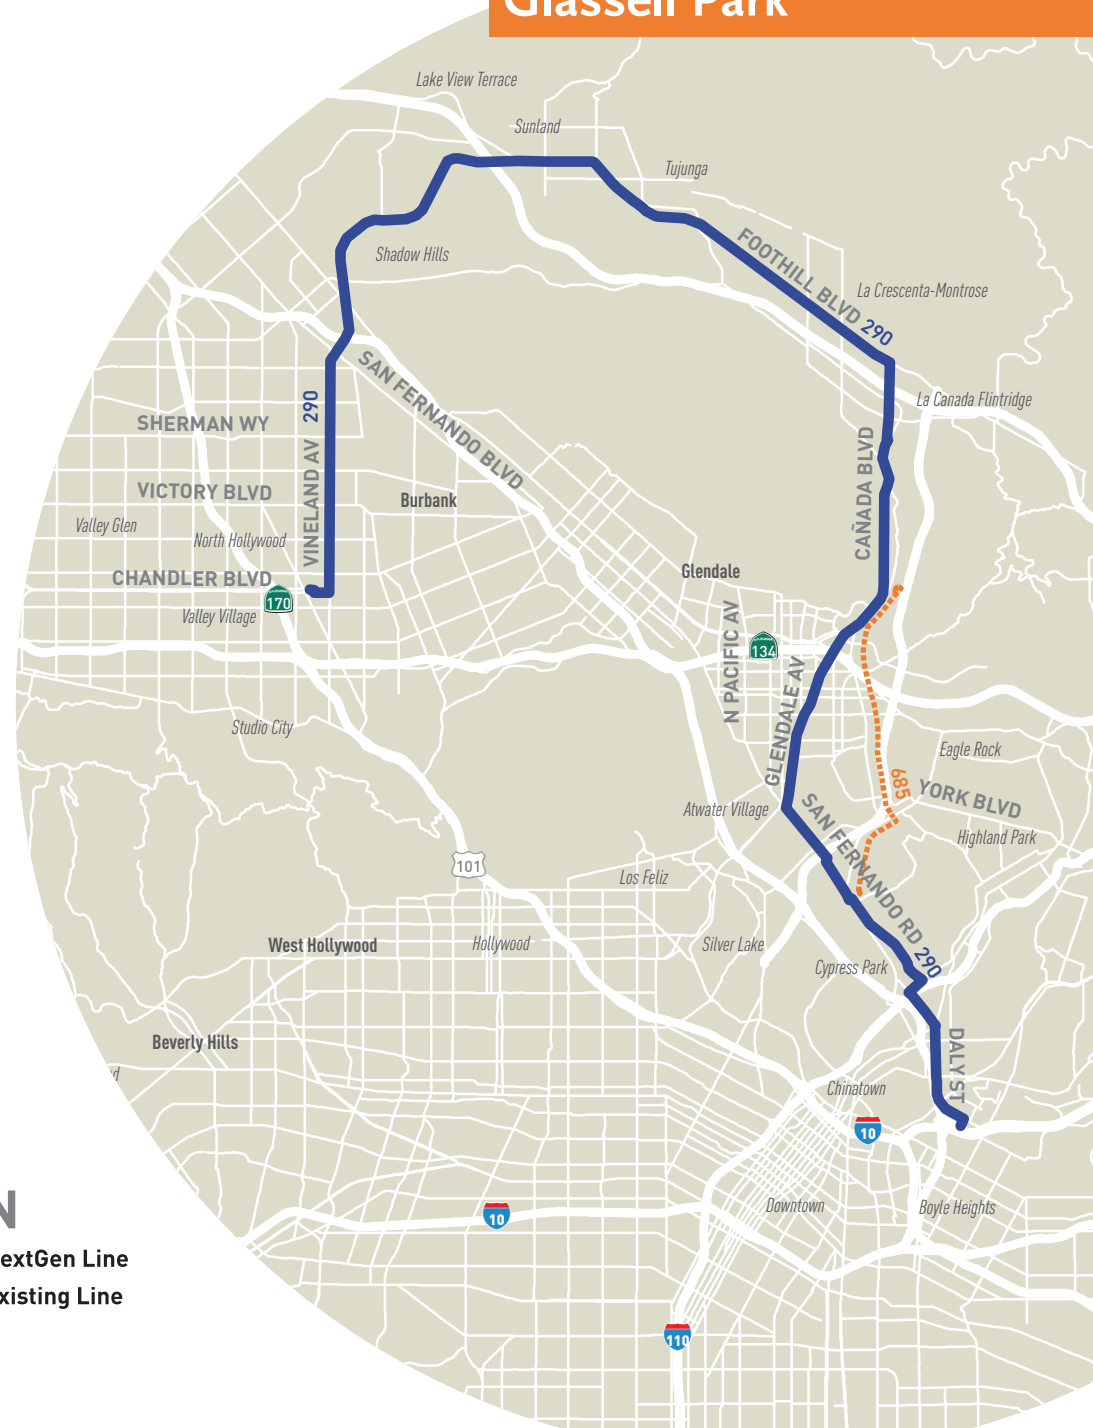 Glassell Park
Lake View Terrace
Sunland
Tujunga
Shadow Hills
FOOTHILL BLVD 290
La Crescenta-Montrose
SAN FERNANDO BLVD
La Canada Flintridge
SHERMAN WY
VINELAND AV 290
CAÑADA BLVD
VICTORY BLVD
Burbank
Valley Glen
North Hollywood
CHANDLER BLVD
Glendale
170
Valley Village
N PACIFIC AV
134
GLENDALE AV
Studio City
Eagle Rock
685
YORK BLVD
Atwater Village
SAN FERNANDO RD 290
Highland Park
101
Los Feliz
West Hollywood
Hollywood
Silver Lake
Cypress Park
Beverly Hills
DALY ST
d
Chinatown
10
Downtown
Boyle Heights
N
10
extGen Line
xisting Line
110